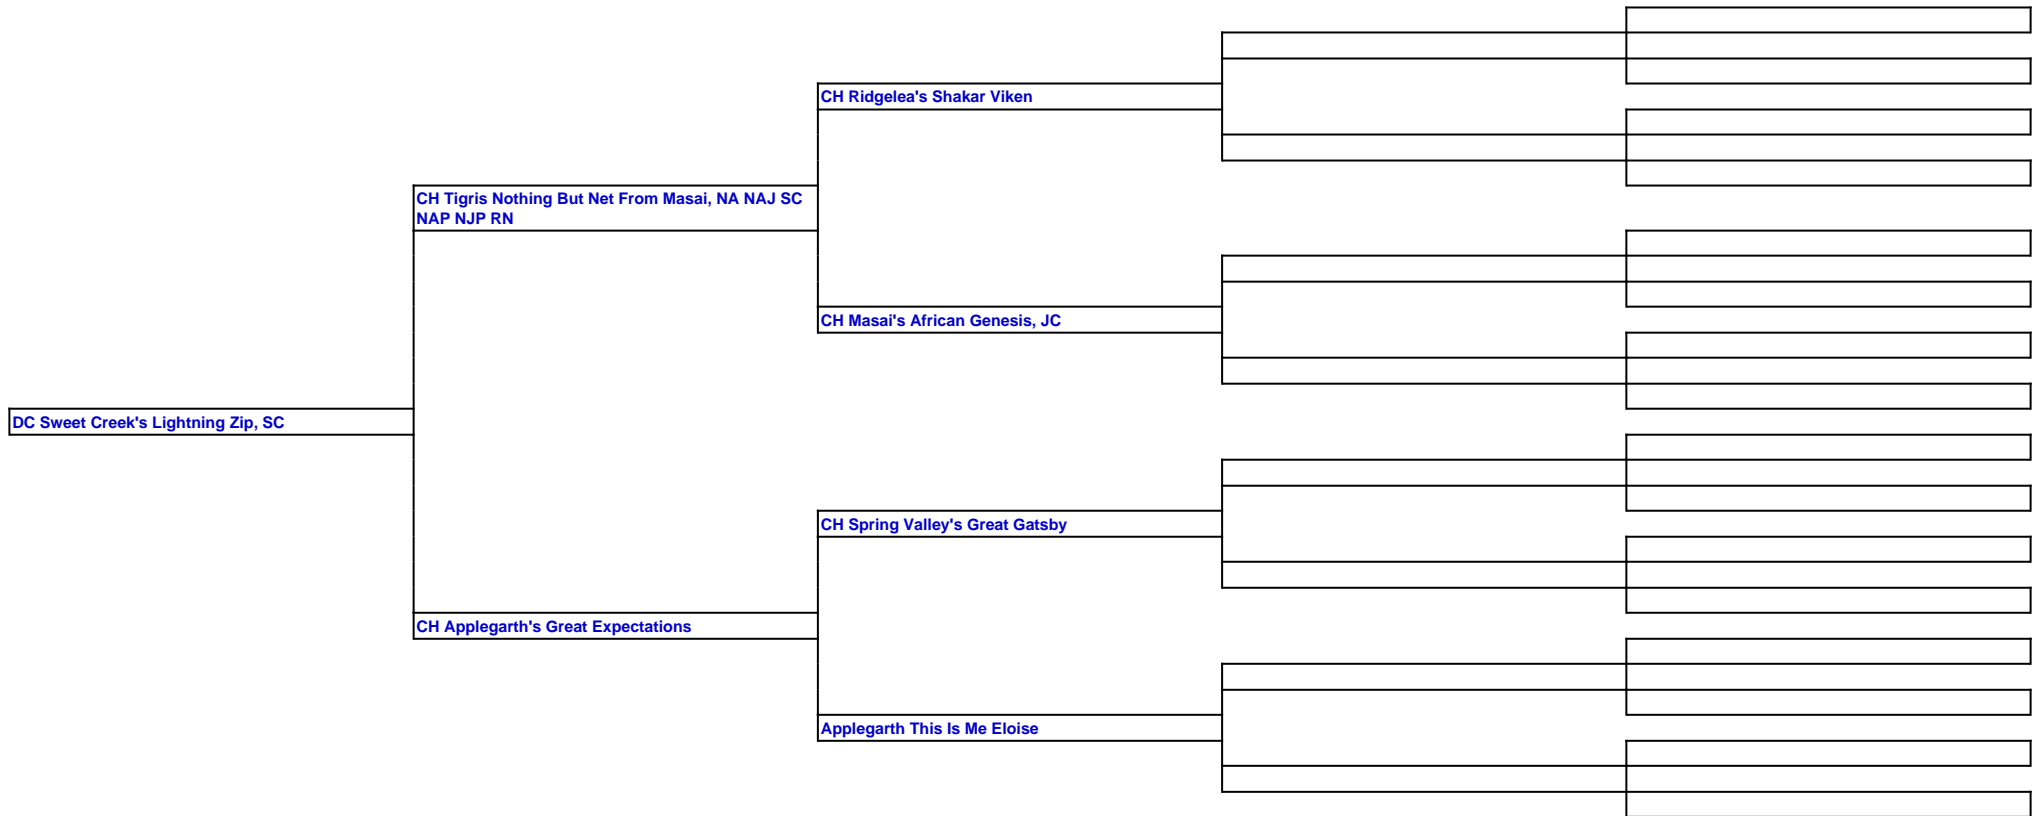 CH Ridgelea's Shakar Viken
CH Tigris Nothing But Net From Masai, NA NAJ SC
NAP NJP RN
CH Masai's African Genesis, JC
DC Sweet Creek's Lightning Zip, SC
CH Spring Valley's Great Gatsby
CH Applegarth's Great Expectations
Applegarth This Is Me Eloise